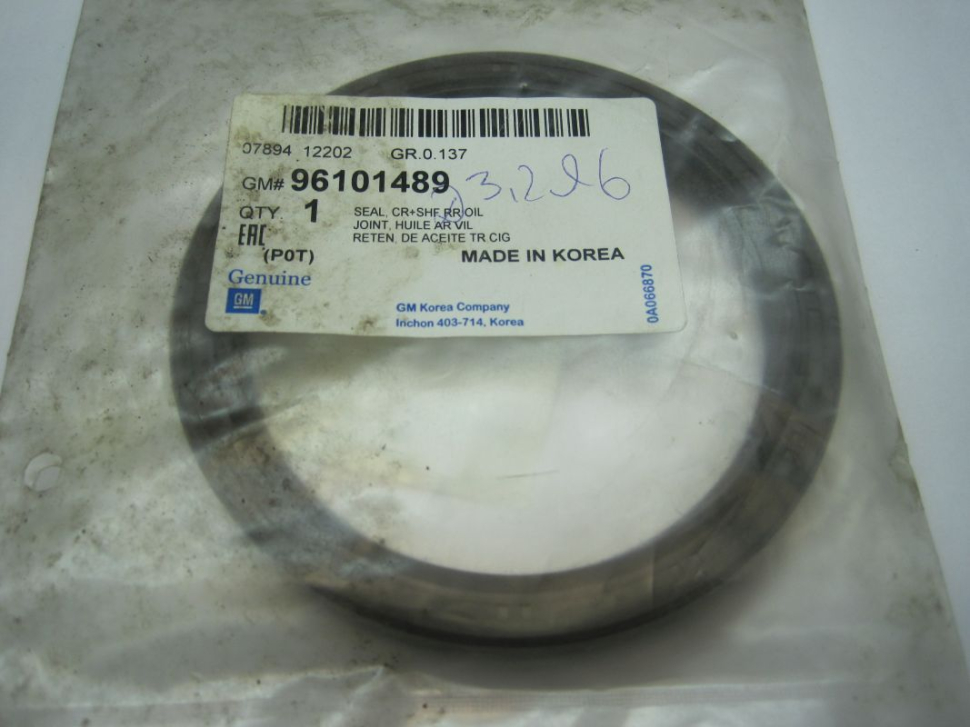 07894 12202 GR.0.137
GM# 96101489
QTY. 1
SEAL, CR+SHF RR OIL
JOINT, HUILE AR VIL
RETEN, DE ACEITE TR CIG
EAC
(P0T)
MADE IN KOREA
Genuine
GM
GM Korea Company
Inchon 403-714, Korea
0A066870